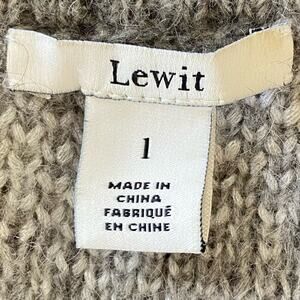 Lewit
1
MADE IN
CHINA
FABRIQUÉ
EN CHINE